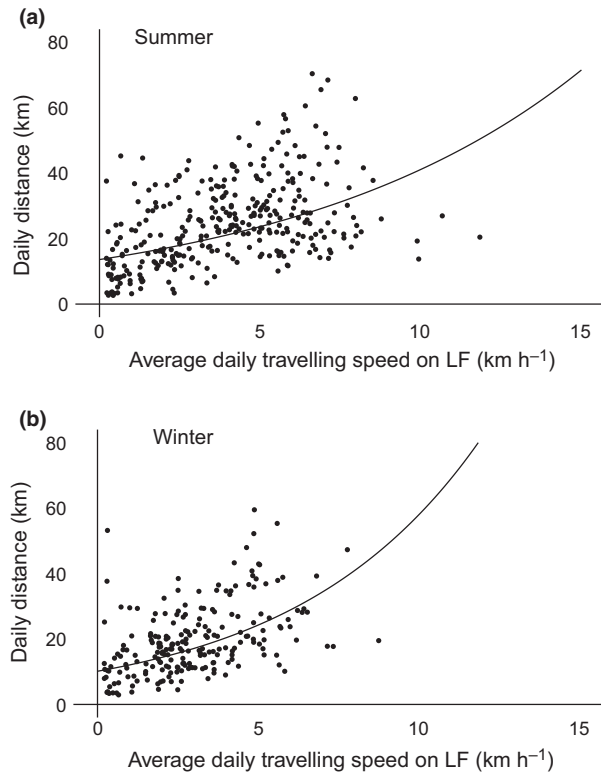 (a)
Summer
Daily distance (km)
80
60
40
20
0
0 5 10 15
Average daily travelling speed on LF (km h⁻¹)
(b)
Winter
Daily distance (km)
80
60
40
20
0
0 5 10 15
Average daily travelling speed on LF (km h⁻¹)